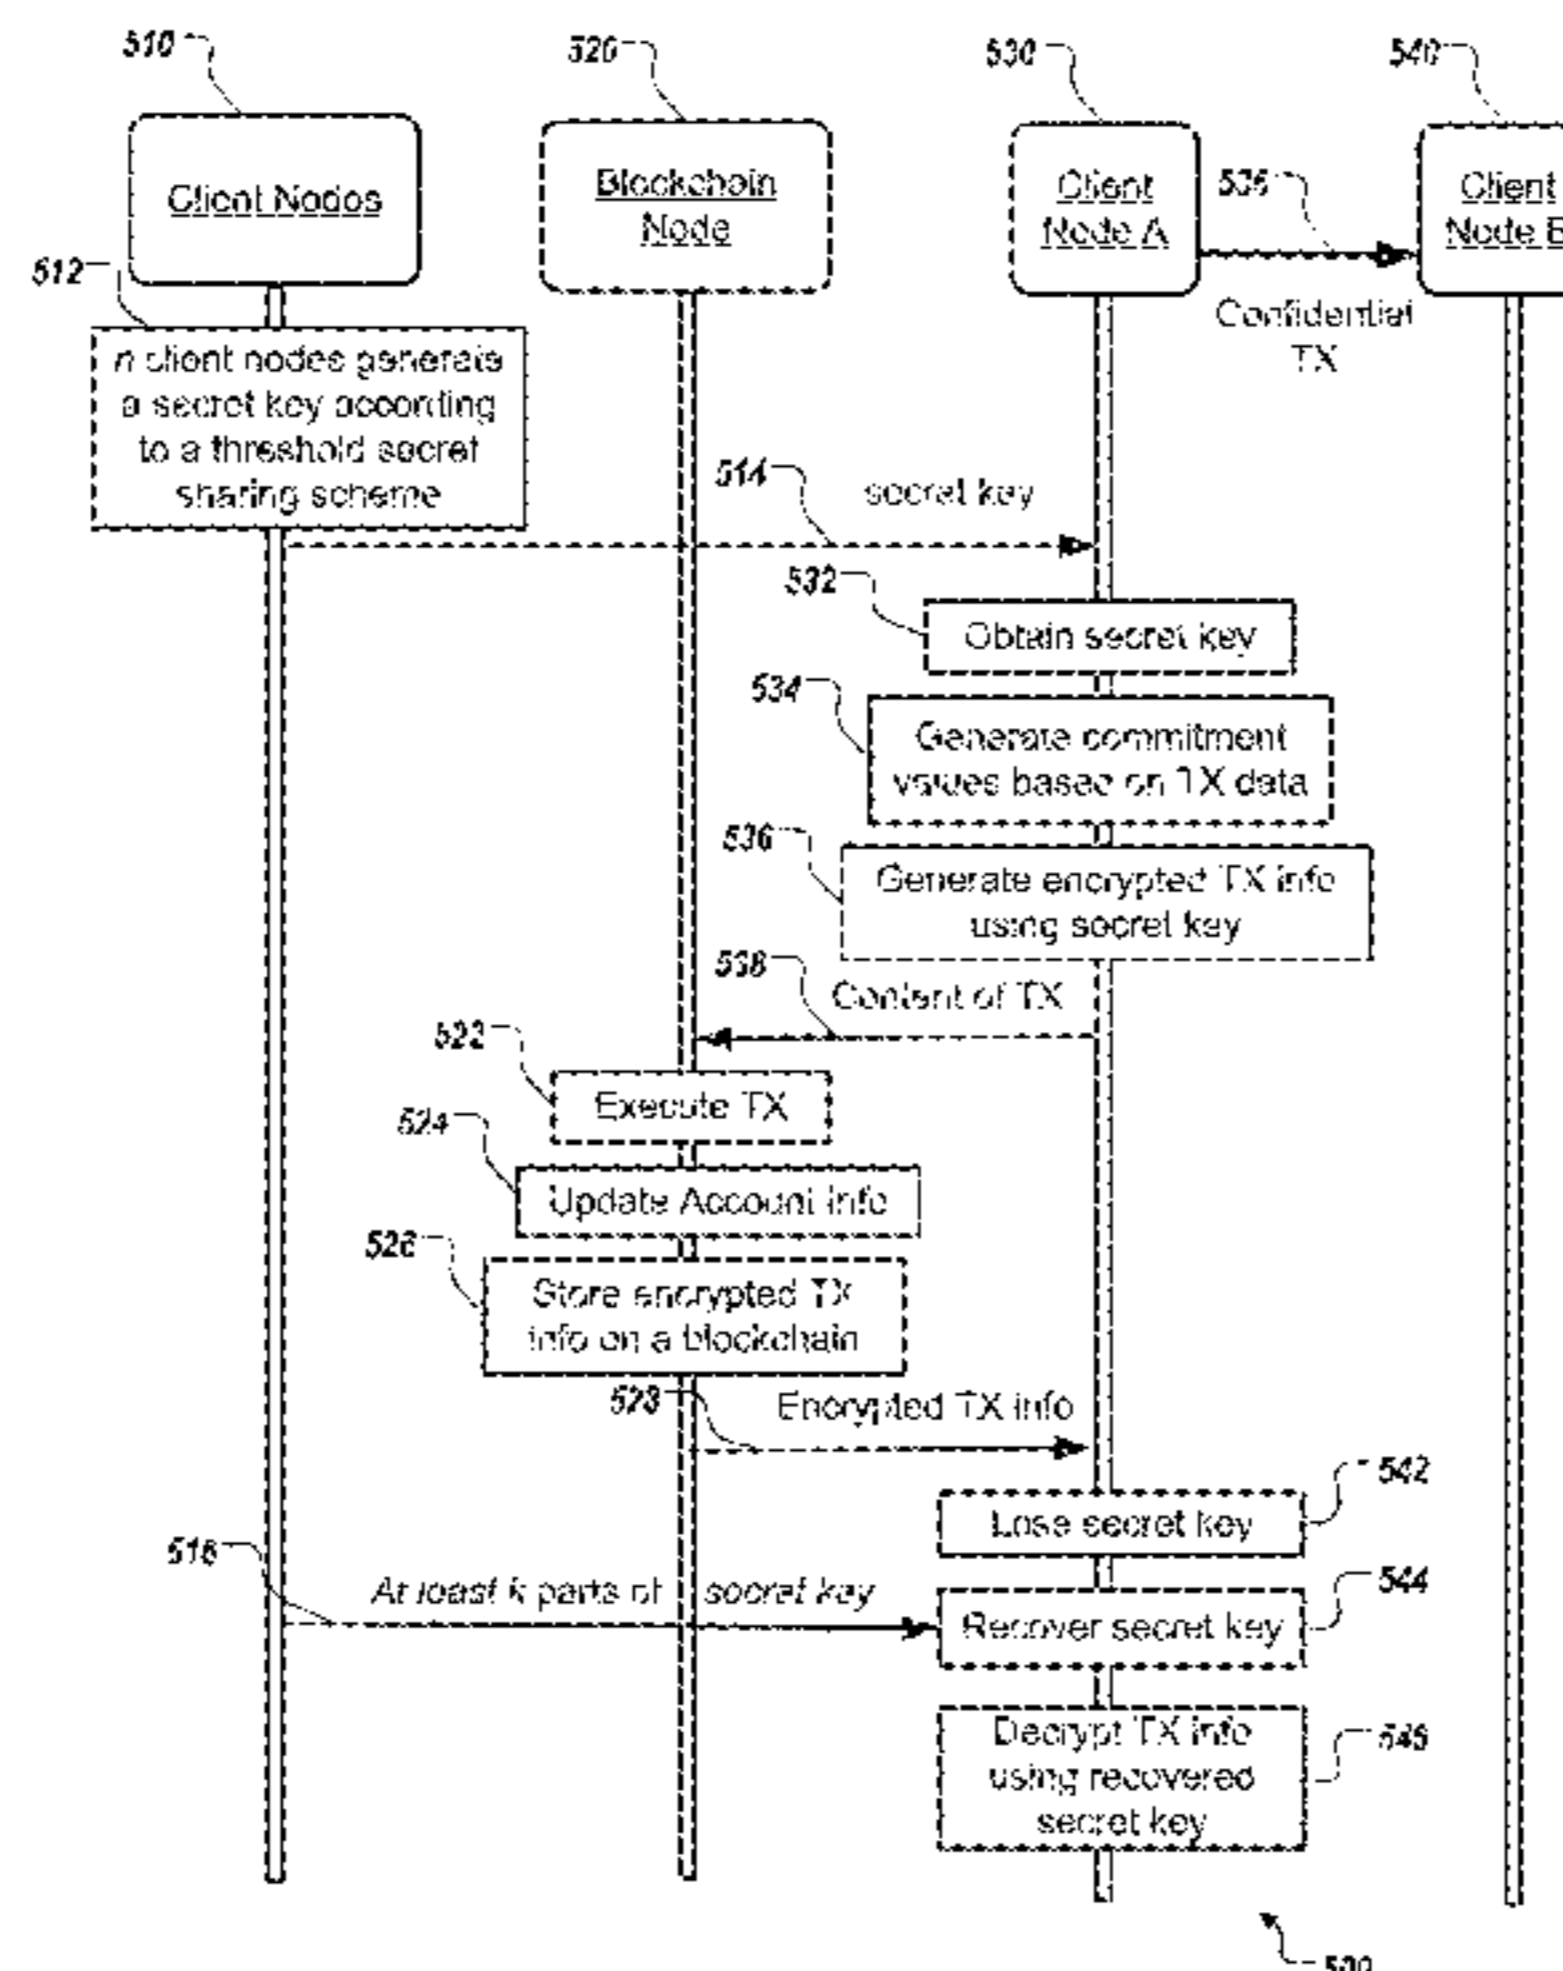 510
520
530
540
Client Nodes
Blockchain
Node
Client
Node A
535
Client
Node B
512
Confidential
TX
n client nodes generate
a secret key according
to a threshold secret
sharing scheme
514
secret key
532
Obtain secret key
534
Generate commitment
values based on TX data
536
Generate encrypted TX info
using secret key
538
Content of TX
522
Execute TX
524
Update Account info
526
Store encrypted TX
info on a blockchain
528
Encrypted TX info
542
Lose secret key
516
At least k parts of secret key
544
Recover secret key
Decrypt TX info
using recovered
secret key